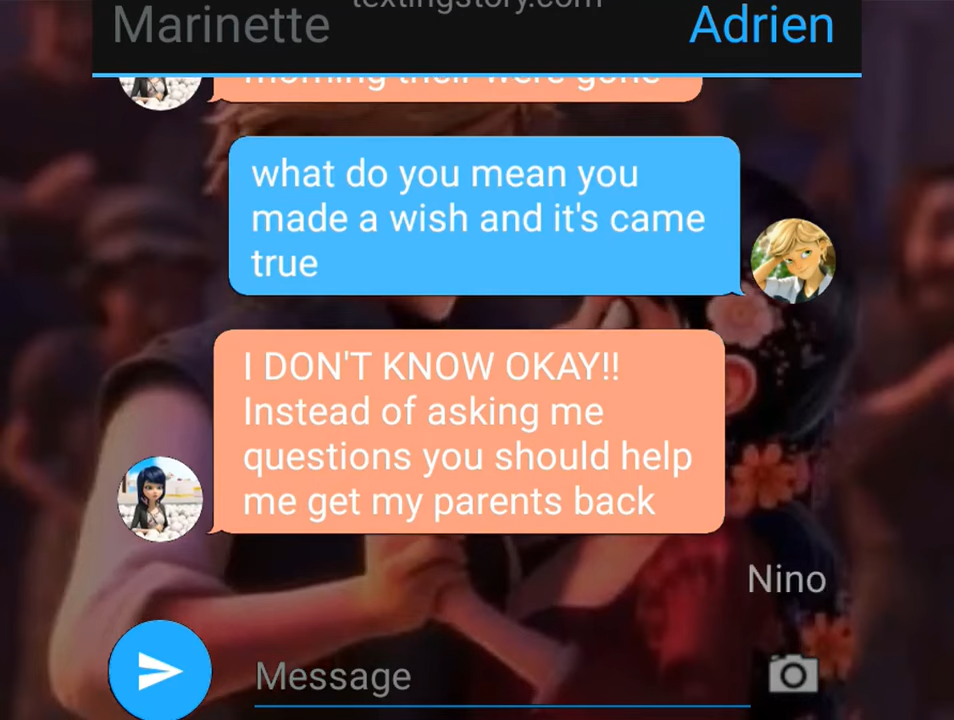 textingstory.com
Marinette Adrien
morning their were gone
what do you mean you
made a wish and it's came
true
I DON'T KNOW OKAY!!
Instead of asking me
questions you should help
me get my parents back
Nino
Message